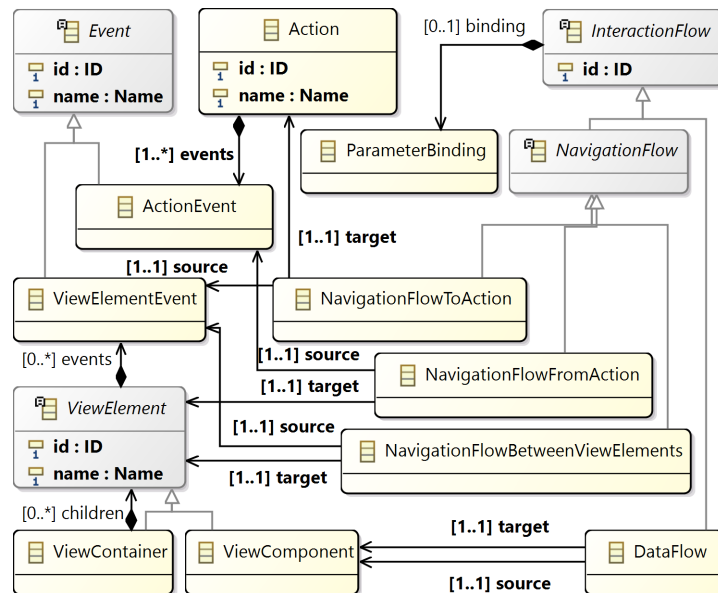 Event
id : ID
name : Name
Action
id : ID
name : Name
[0..1] binding
InteractionFlow
id : ID
[1..*] events
ParameterBinding
NavigationFlow
ActionEvent
[1..1] target
[1..1] source
ViewElementEvent
NavigationFlowToAction
[0..*] events
[1..1] source
NavigationFlowFromAction
[1..1] target
ViewElement
id : ID
name : Name
[1..1] source
NavigationFlowBetweenViewElements
[1..1] target
[0..*] children
ViewContainer
ViewComponent
[1..1] target
DataFlow
[1..1] source